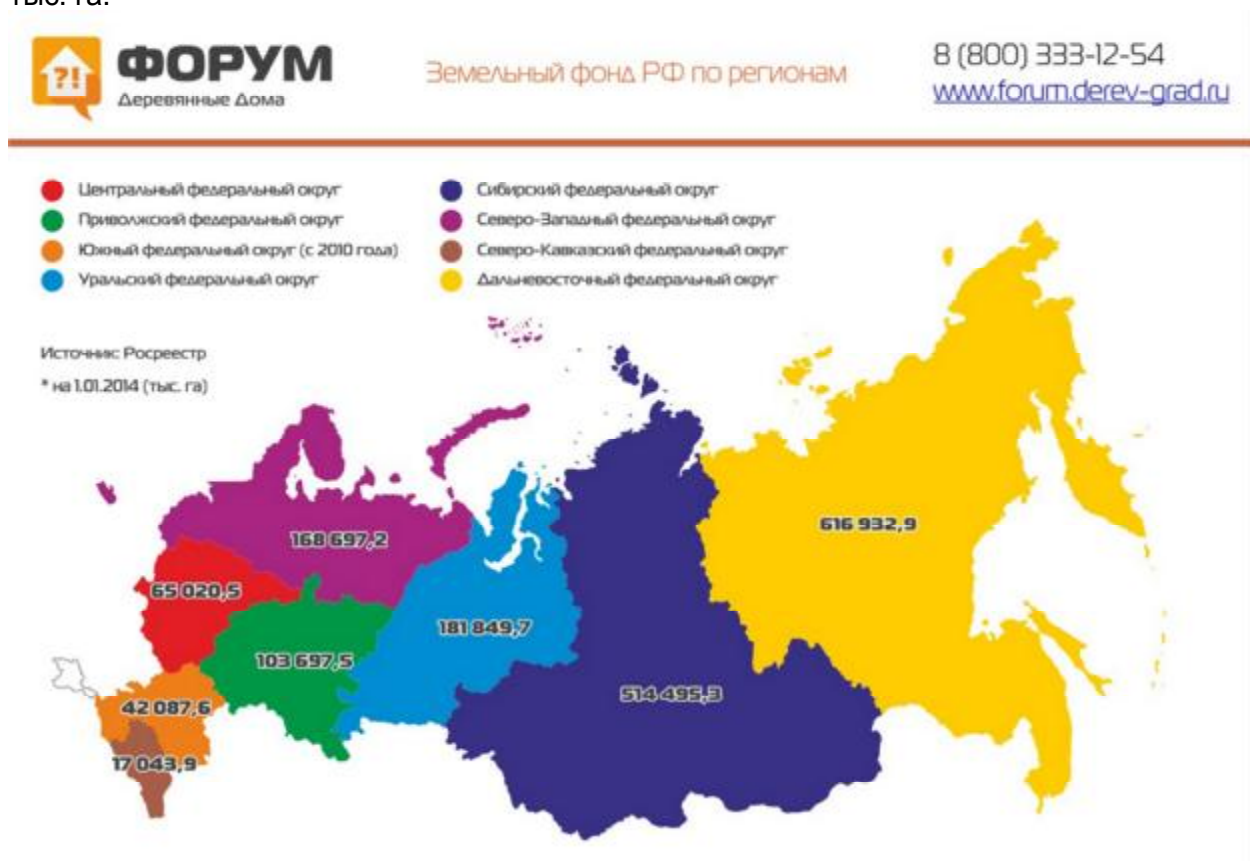 тыс. га.
ФОРУМ
Деревянные Дома
?!
Земельный фонд РФ по регионам
8 (800) 333-12-54
www.forum.derev-grad.ru
Центральный федеральный округ
Приволжский федеральный округ
Южный федеральный округ (с 2010 года)
Уральский федеральный округ
Сибирский федеральный округ
Северо-Западный федеральный округ
Северо-Кавказский федеральный округ
Дальневосточный федеральный округ
Источник: Росреестр
* на 1.01.2014 (тыс. га)
616 932,9
168 697,2
65 020,5
181 849,7
103 697,5
514 495,3
42 087,6
17 043,9